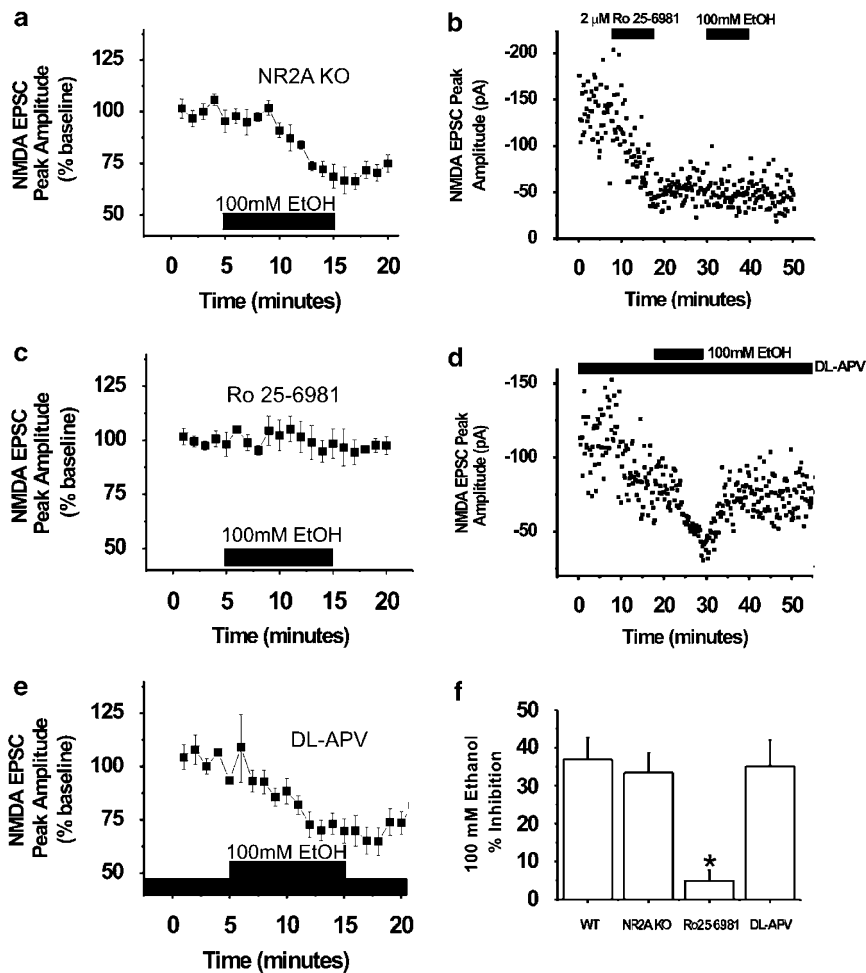 a
NMDA EPSC
Peak Amplitude
(% baseline)
125
100
75
50
NR2A KO
100mM EtOH
0 5 10 15 20
Time (minutes)
b
2 μM Ro 25-6981 100mM EtOH
NMDA EPSC Peak
Amplitude (pA)
-200
-150
-100
-50
0
0 10 20 30 40 50
Time (minutes)
c
NMDA EPSC
Peak Amplitude
(% baseline)
125
100
75
50
Ro 25-6981
100mM EtOH
0 5 10 15 20
Time (minutes)
d
100mM EtOH
DL-APV
NMDA EPSC Peak
Amplitude (pA)
-150
-100
-50
0 10 20 30 40 50
Time (minutes)
e
NMDA EPSC
Peak Amplitude
(% baseline)
125
100
75
50
DL-APV
100mM EtOH
0 5 10 15 20
Time (minutes)
f
100 mM Ethanol
% Inhibition
50
40
30
20
10
0
*
WT NR2A KO Ro25-6981 DL-APV